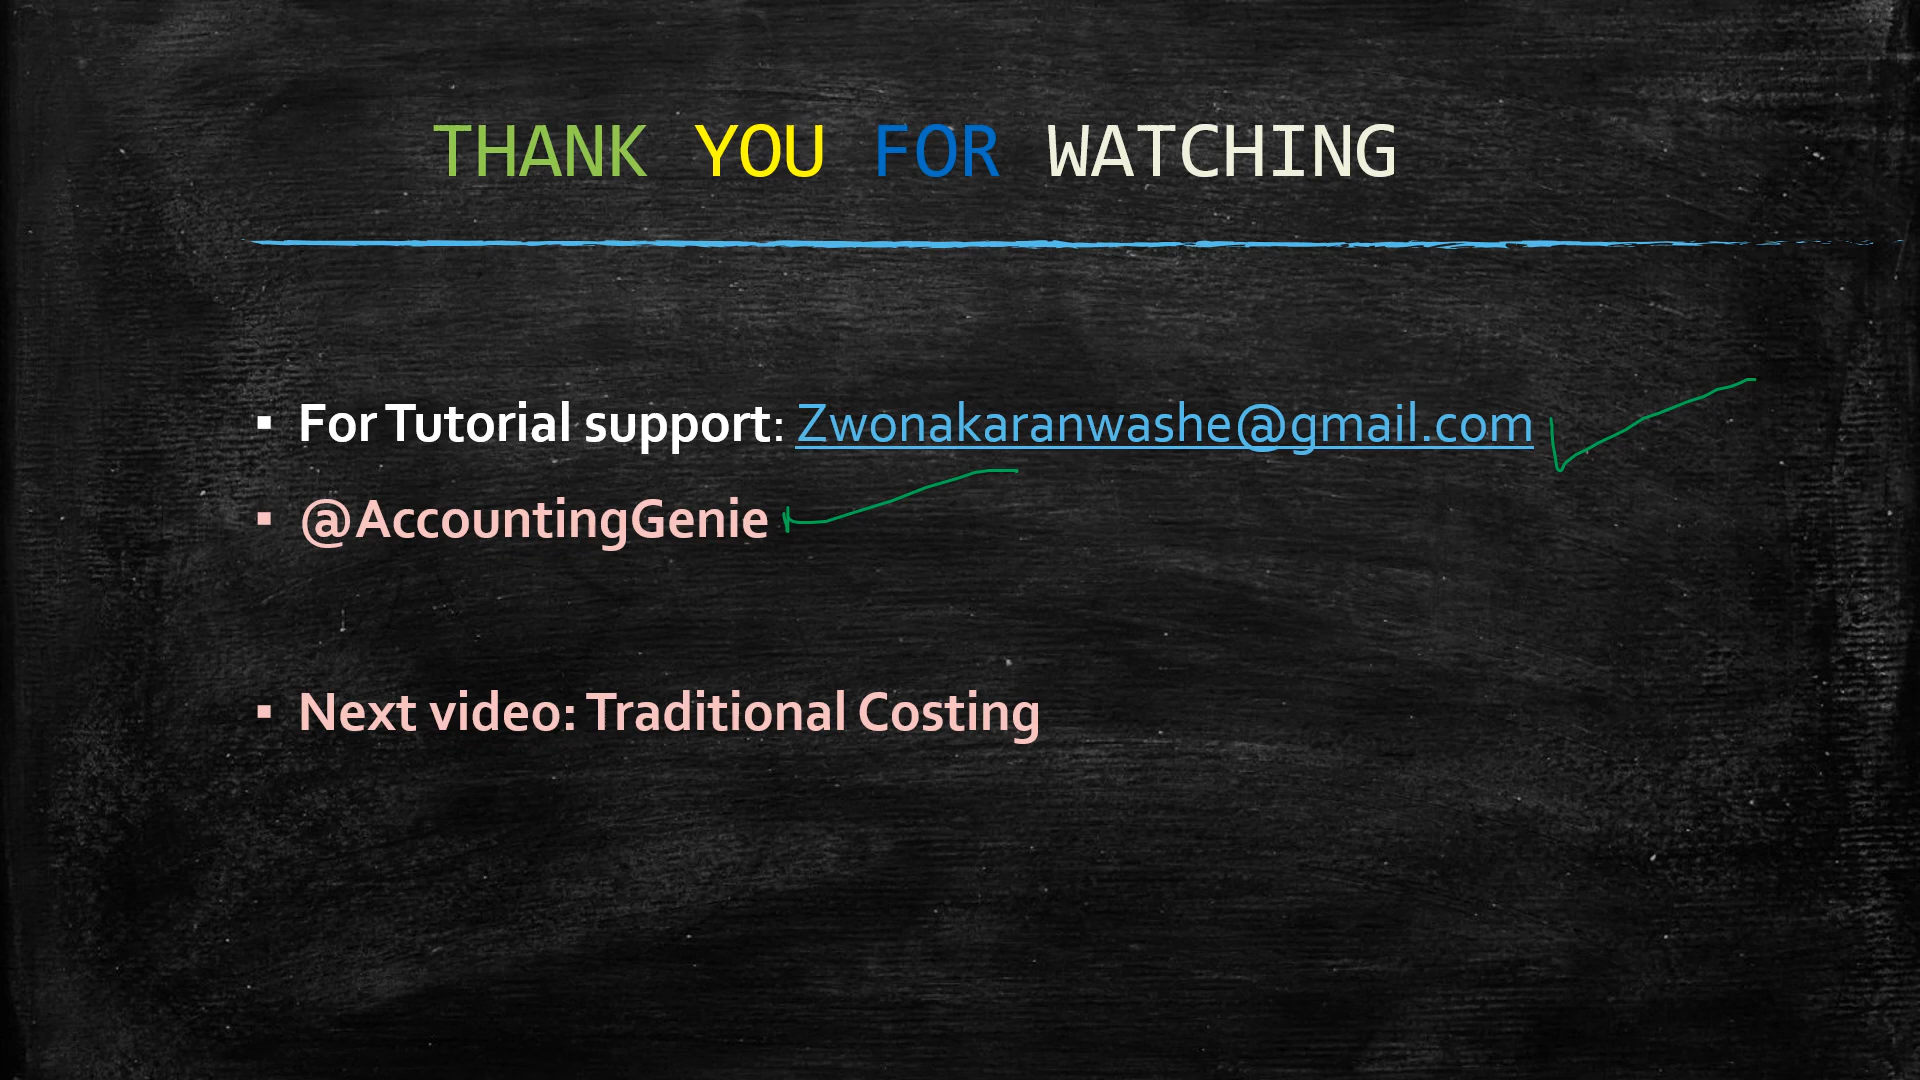 THANK YOU FOR WATCHING
▪ For Tutorial support: Zwonakaranwashe@gmail.com
▪ @AccountingGenie
▪ Next video: Traditional Costing